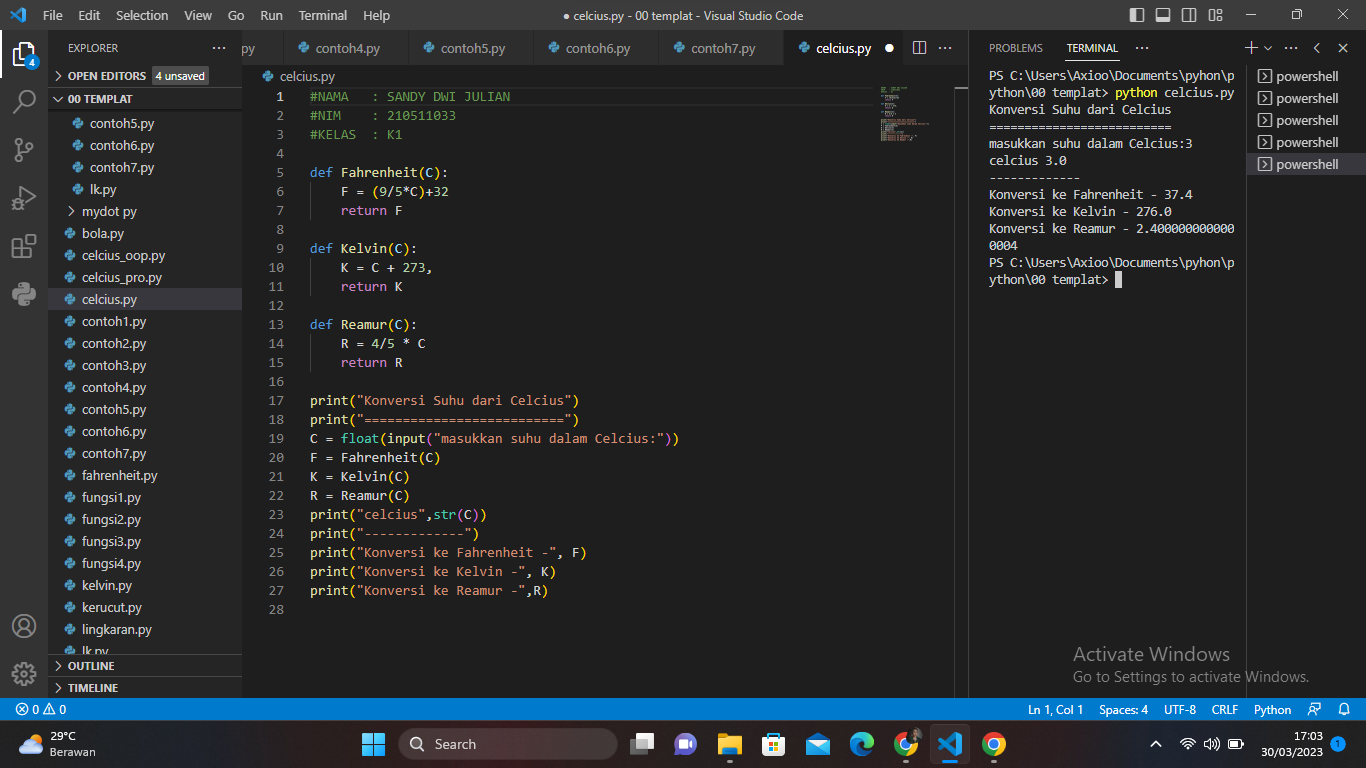 File Edit Selection View Go Run Terminal Help
● celcius.py - 00 templat - Visual Studio Code
EXPLORER
OPEN EDITORS 4 unsaved
00 TEMPLAT
contoh5.py
contoh6.py
contoh7.py
lk.py
mydot py
bola.py
celcius_oop.py
celcius_pro.py
celcius.py
contoh1.py
contoh2.py
contoh3.py
contoh4.py
contoh5.py
contoh6.py
contoh7.py
fahrenheit.py
fungsi1.py
fungsi2.py
fungsi3.py
fungsi4.py
kelvin.py
kerucut.py
lingkaran.py
lk.py
OUTLINE
TIMELINE
4
py contoh4.py contoh5.py contoh6.py contoh7.py celcius.py
celcius.py
1 #NAMA   : SANDY DWI JULIAN
2 #NIM    : 210511033
3 #KELAS  : K1
4
5 def Fahrenheit(C):
6     F = (9/5*C)+32
7     return F
8
9 def Kelvin(C):
10     K = C + 273,
11     return K
12
13 def Reamur(C):
14     R = 4/5 * C
15     return R
16
17 print("Konversi Suhu dari Celcius")
18 print("==========================")
19 C = float(input("masukkan suhu dalam Celcius:"))
20 F = Fahrenheit(C)
21 K = Kelvin(C)
22 R = Reamur(C)
23 print("celcius",str(C))
24 print("-------------")
25 print("Konversi ke Fahrenheit -", F)
26 print("Konversi ke Kelvin -", K)
27 print("Konversi ke Reamur -",R)
28
PROBLEMS TERMINAL
PS C:\Users\Axioo\Documents\pyhon\p
ython\00 templat> python celcius.py
Konversi Suhu dari Celcius
==========================
masukkan suhu dalam Celcius:3
celcius 3.0
-------------
Konversi ke Fahrenheit - 37.4
Konversi ke Kelvin - 276.0
Konversi ke Reamur - 2.400000000000
0004
PS C:\Users\Axioo\Documents\pyhon\p
ython\00 templat>
powershell
powershell
powershell
powershell
powershell
Activate Windows
Go to Settings to activate Windows.
0 0
Ln 1, Col 1 Spaces: 4 UTF-8 CRLF Python
29°C
Berawan
Search
17:03
30/03/2023
1